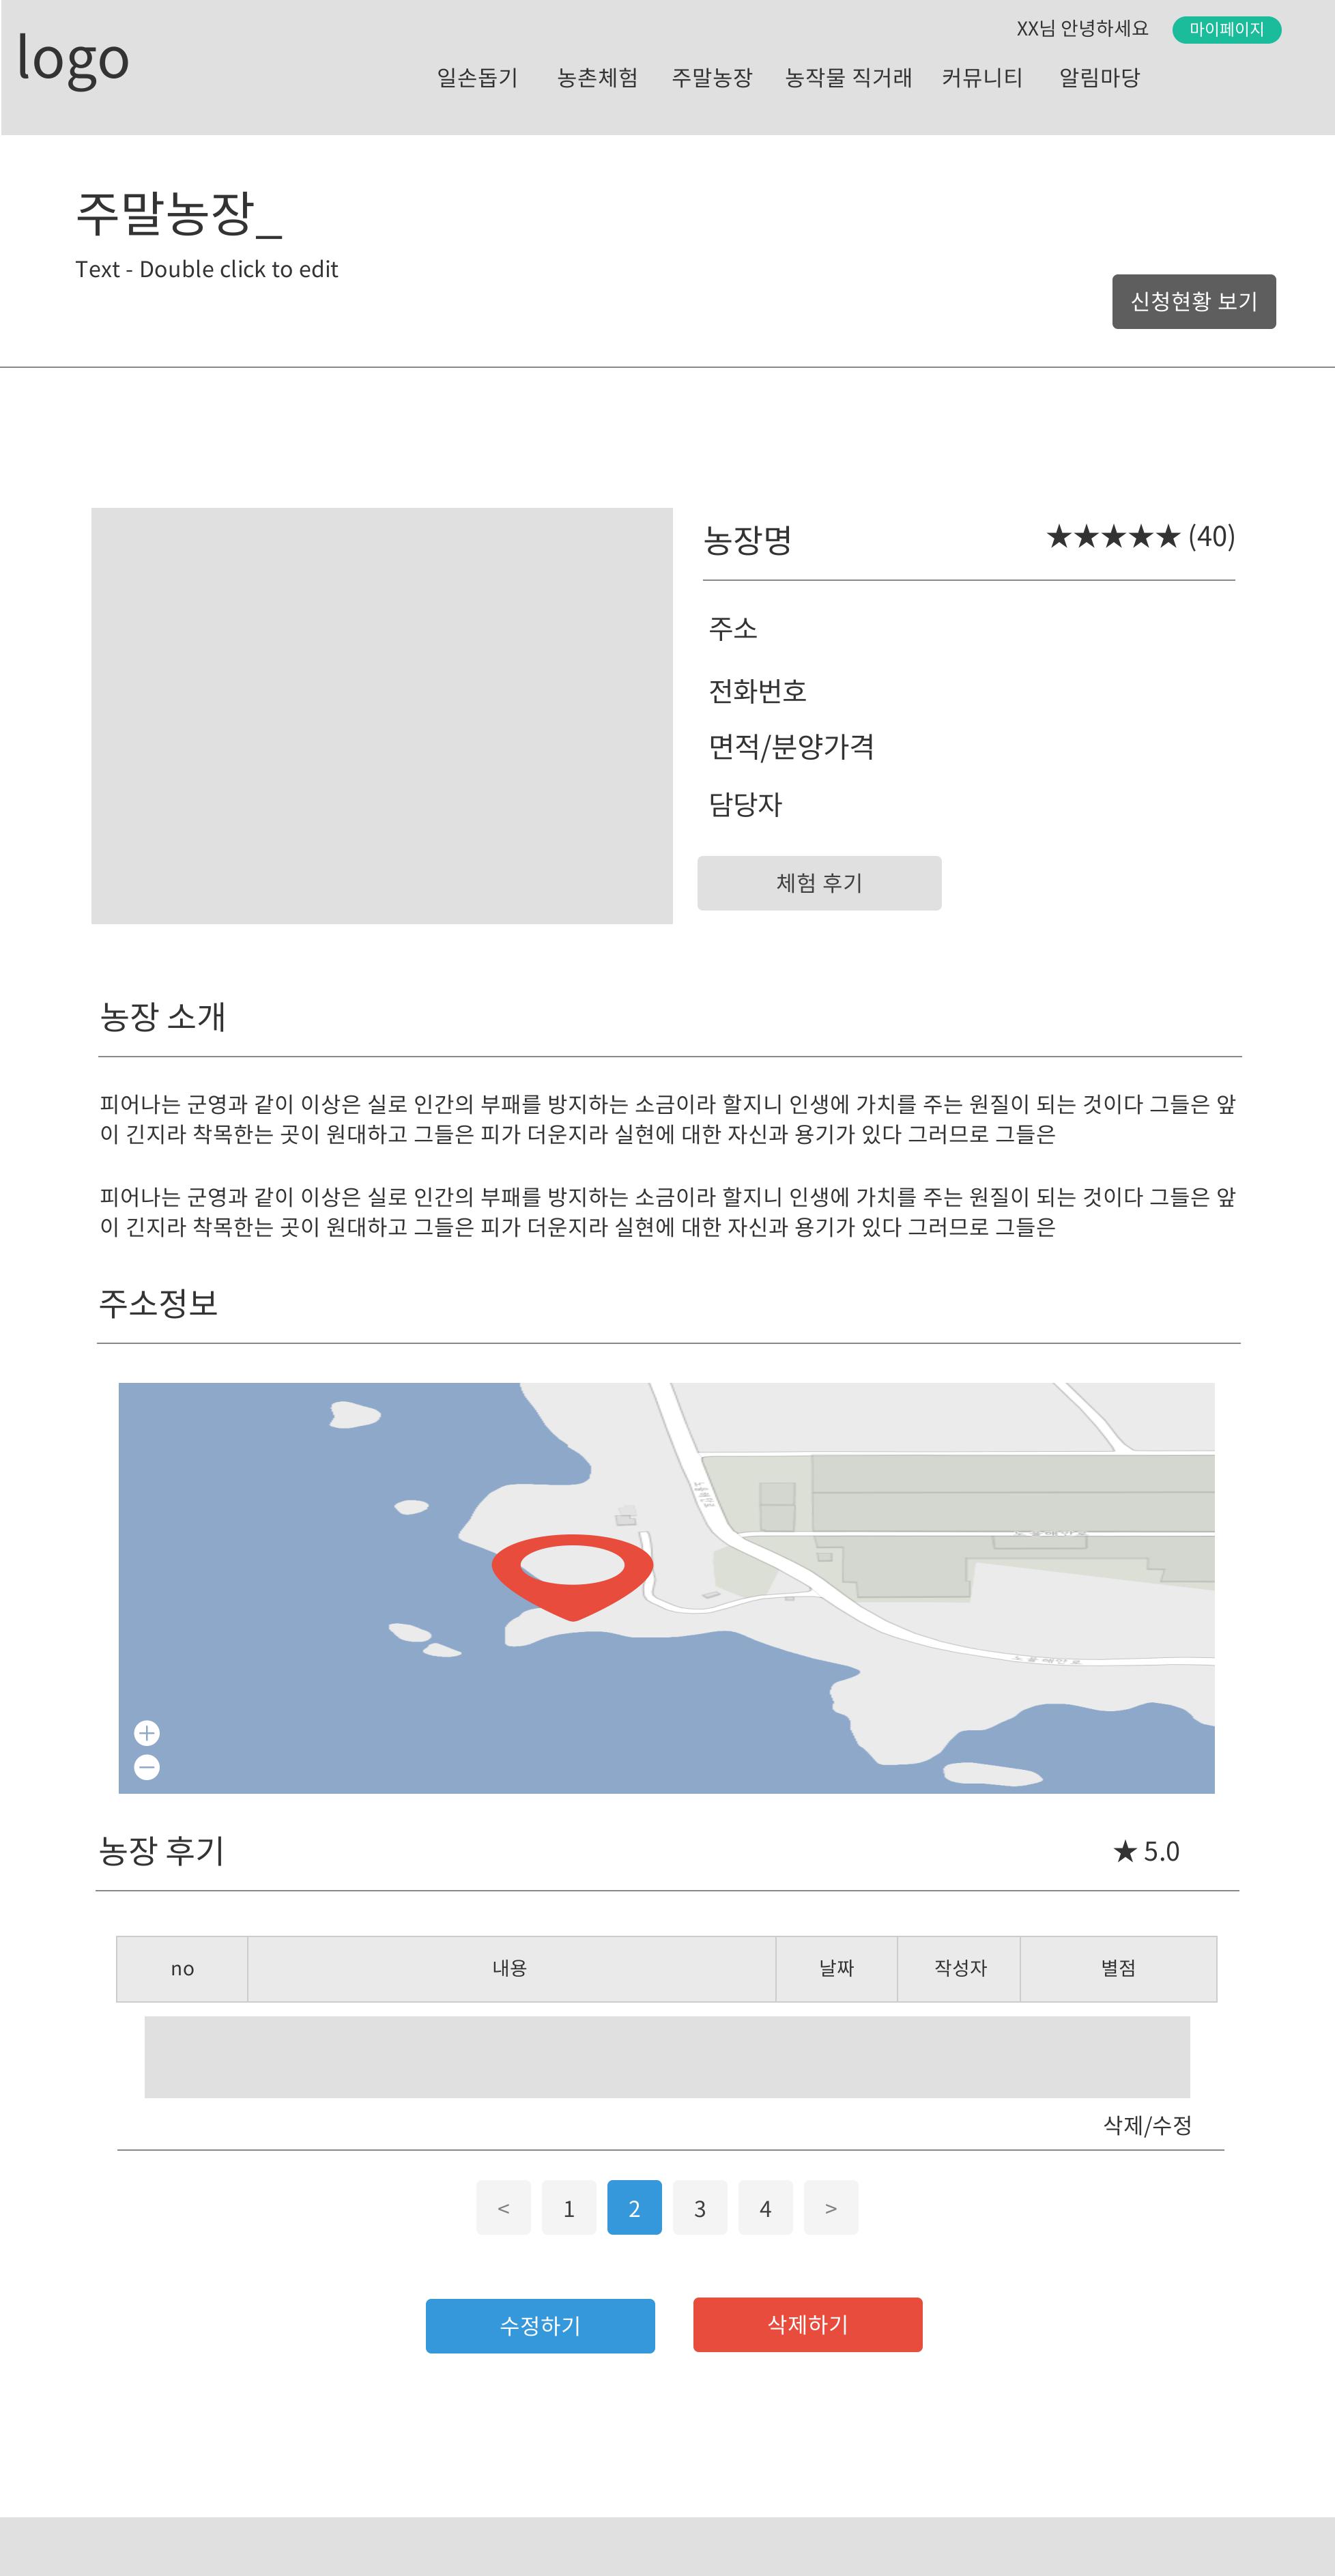 logo
XX님 안녕하세요
마이페이지
일손돕기 농촌체험 주말농장 농작물 직거래 커뮤니티 알림마당
주말농장_
Text - Double click to edit
신청현황 보기
농장명
★★★★★ (40)
주소
전화번호
면적/분양가격
담당자
체험 후기
농장 소개
피어나는 군영과 같이 이상은 실로 인간의 부패를 방지하는 소금이라 할지니 인생에 가치를 주는 원질이 되는 것이다 그들은 앞
이 긴지라 착목한는 곳이 원대하고 그들은 피가 더운지라 실현에 대한 자신과 용기가 있다 그러므로 그들은
피어나는 군영과 같이 이상은 실로 인간의 부패를 방지하는 소금이라 할지니 인생에 가치를 주는 원질이 되는 것이다 그들은 앞
이 긴지라 착목한는 곳이 원대하고 그들은 피가 더운지라 실현에 대한 자신과 용기가 있다 그러므로 그들은
주소정보
농장 후기
★ 5.0
no 내용 날짜 작성자 별점
삭제/수정
< 1 2 3 4 >
수정하기 삭제하기